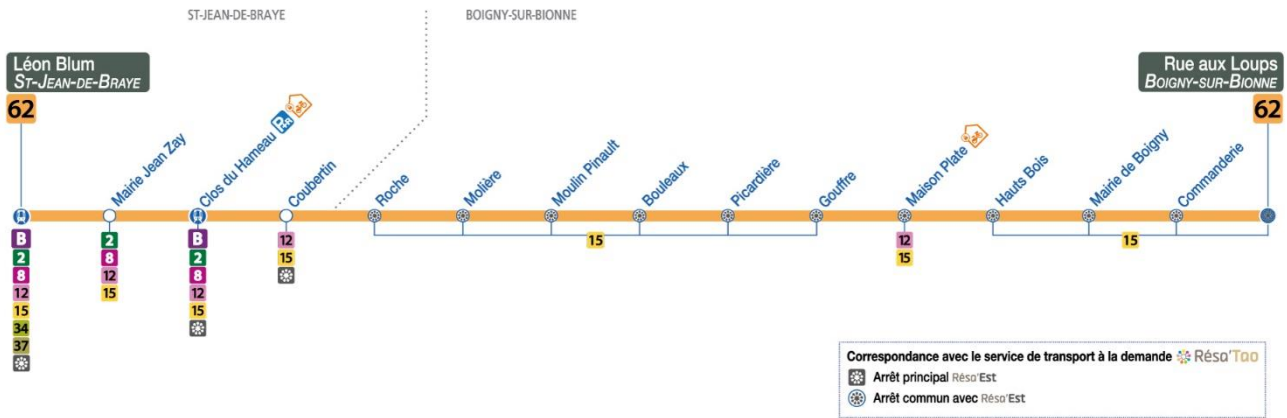 ST-JEAN-DE-BRAYE
BOIGNY-SUR-BIONNE
Léon Blum
ST-JEAN-DE-BRAYE
62
Rue aux Loups
BOIGNY-SUR-BIONNE
62
Mairie Jean Zay
Clos du Hameau P+R
Coubertin
Roche
Molière
Moulin Pinault
Bouleaux
Picardière
Gouffre
Maison Plate
Hauts Bois
Mairie de Boigny
Commanderie
B
2
8
12
15
34
37
2
8
12
15
B
2
8
12
15
12
15
15
12
15
15
Correspondance avec le service de transport à la demande Résa'Tao
Arrêt principal Résa'Est
Arrêt commun avec Résa'Est